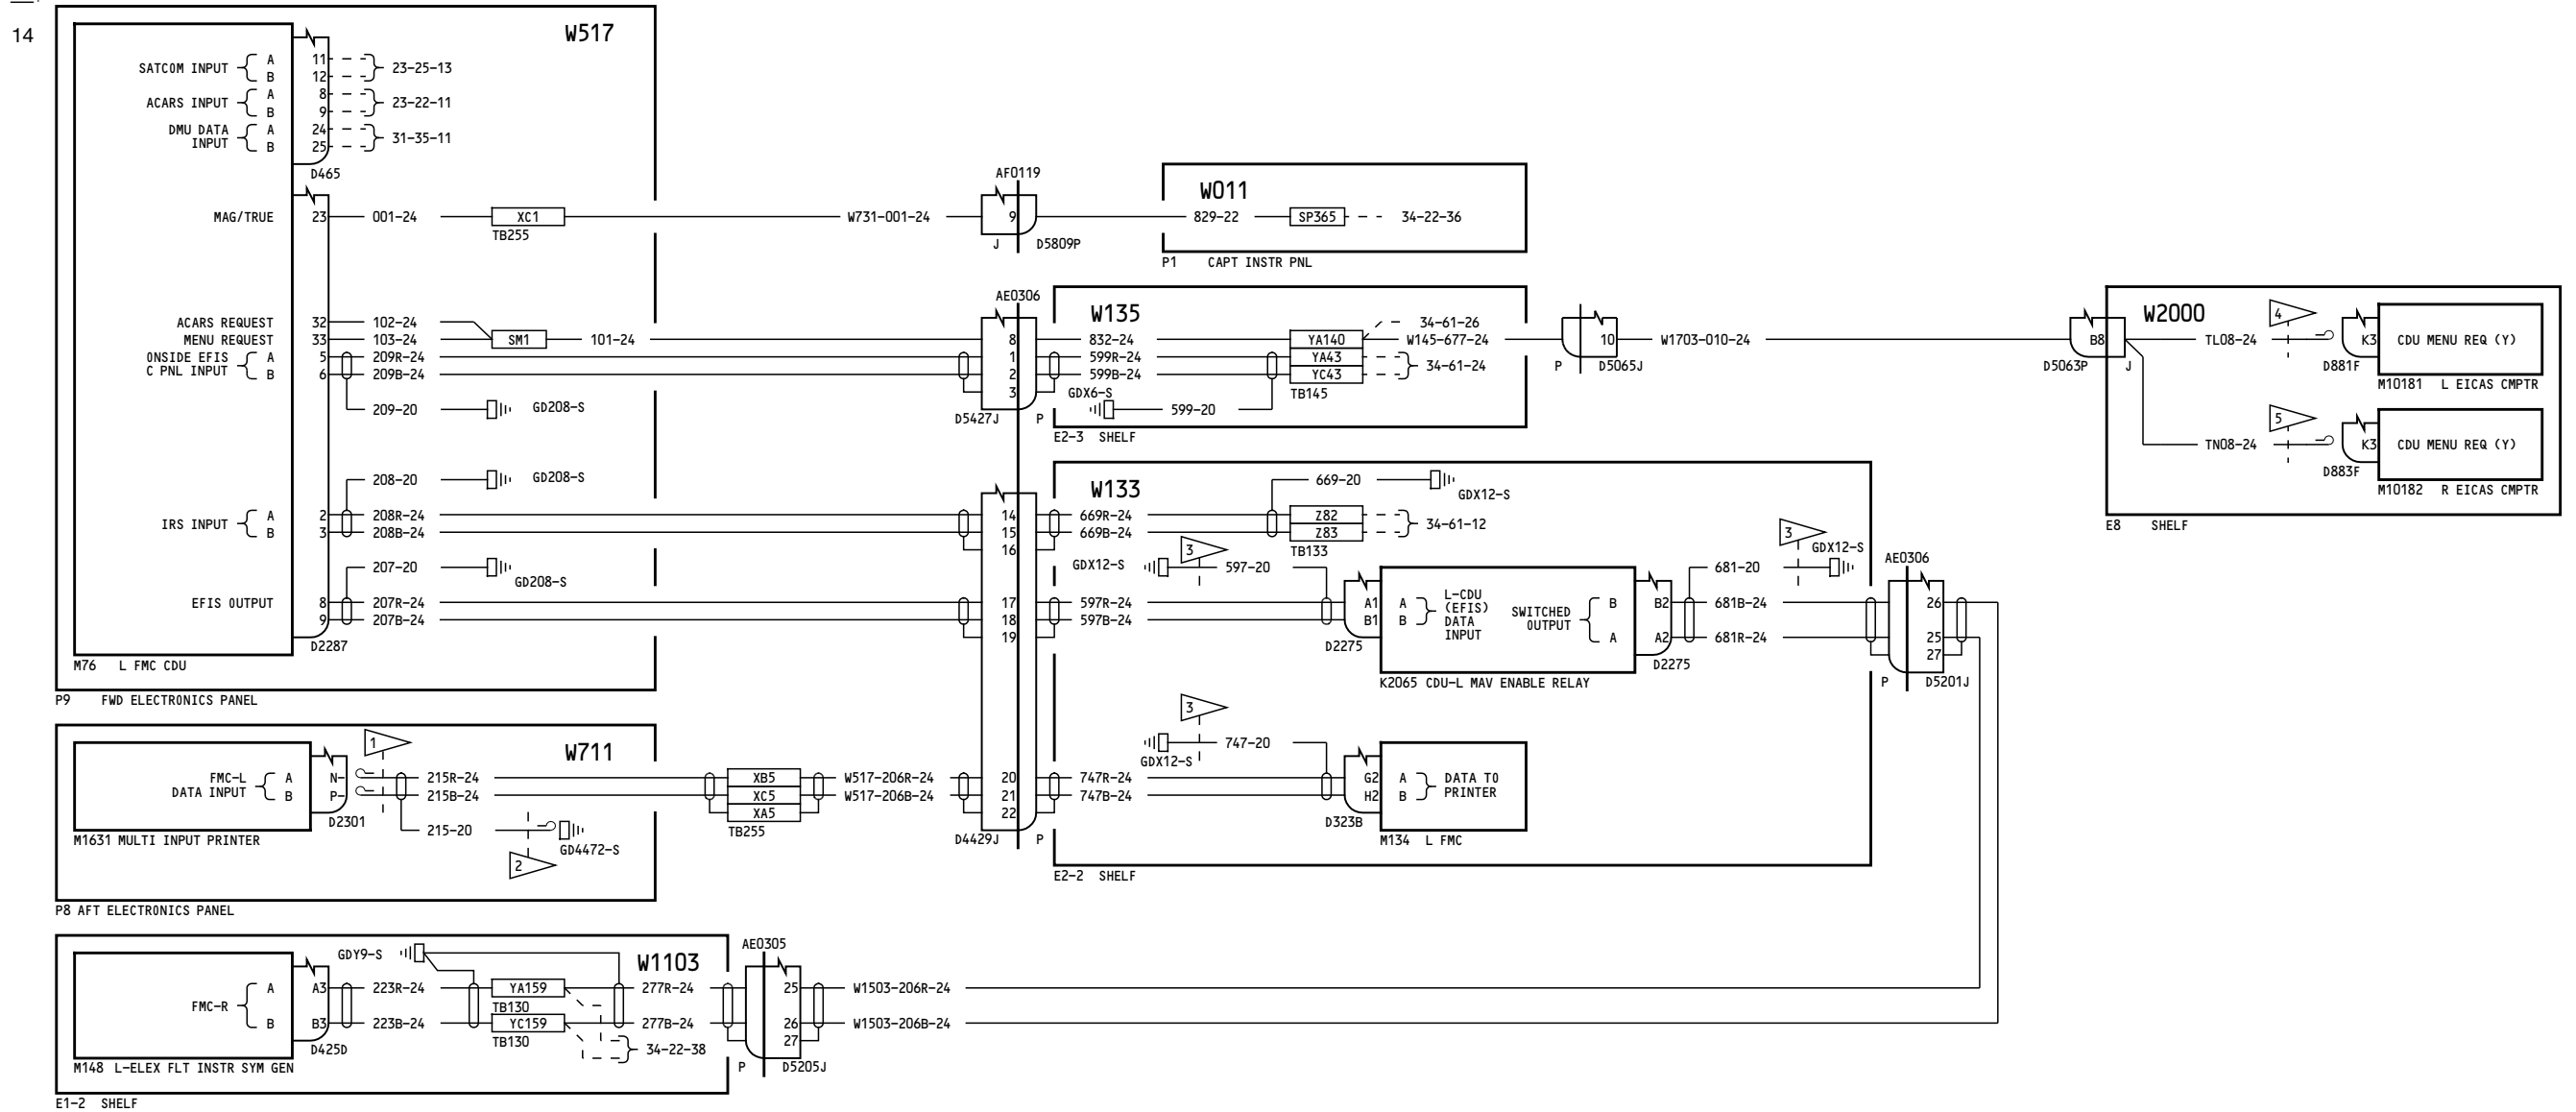 14
W517
SATCOM INPUT A 11 23-25-13
B 12
ACARS INPUT A 8 23-22-11
B 9
DMU DATA INPUT A 24 31-35-11
B 25
D465
MAG/TRUE 23 001-24 XC1 W731-001-24
TB255
AF0119
9
J D5809P
W011
829-22 SP365 34-22-36
P1 CAPT INSTR PNL
ACARS REQUEST 32 102-24
MENU REQUEST 33 103-24 SM1 101-24
ONSIDE EFIS C PNL INPUT A 5 209R-24
B 6 209B-24
209-20 GD208-S
AE0306
8
1
2
3
D5427J P
W135
34-61-26
832-24 YA140 W145-677-24
599R-24 YA43
599B-24 YC43 34-61-24
GDX6-S TB145
599-20
E2-3 SHELF
10 W1703-010-24
P D5065J
B8
D5063P J
W2000
4
TL08-24 K3 CDU MENU REQ (Y)
D881F
M10181 L EICAS CMPTR
5
TN08-24 K3 CDU MENU REQ (Y)
D883F
M10182 R EICAS CMPTR
E8 SHELF
208-20 GD208-S
IRS INPUT A 2 208R-24
B 3 208B-24
207-20 GD208-S
EFIS OUTPUT 8 207R-24
9 207B-24
D2287
M76 L FMC CDU
P9 FWD ELECTRONICS PANEL
14
15
16
17
18
19
20
21
22
D4429J P
W133
669-20 GDX12-S
669R-24 Z82
669B-24 Z83 34-61-12
TB133
3
GDX12-S 597-20
597R-24 A1 A
597B-24 B1 B
L-CDU (EFIS) DATA INPUT
SWITCHED OUTPUT B B2 681B-24
A A2 681R-24
D2275
D2275
K2065 CDU-L MAV ENABLE RELAY
3
681-20 GDX12-S
AE0306
26
25
27
P D5201J
3
747-20
GDX12-S
747R-24 G2 A
747B-24 H2 B
DATA TO PRINTER
D323B
M134 L FMC
E2-2 SHELF
W711
1
FMC-L DATA INPUT A N- 215R-24
B P- 215B-24
D2301
215-20
GD4472-S
2
M1631 MULTI INPUT PRINTER
P8 AFT ELECTRONICS PANEL
XB5 W517-206R-24
XC5 W517-206B-24
XA5
TB255
W1103
GDY9-S
FMC-R A A3 223R-24 YA159 277R-24
TB130
B B3 223B-24 YC159 277B-24
TB130
34-22-38
D425D
M148 L-ELEX FLT INSTR SYM GEN
E1-2 SHELF
AE0305
25 W1503-206R-24
26 W1503-206B-24
27
P D5205J